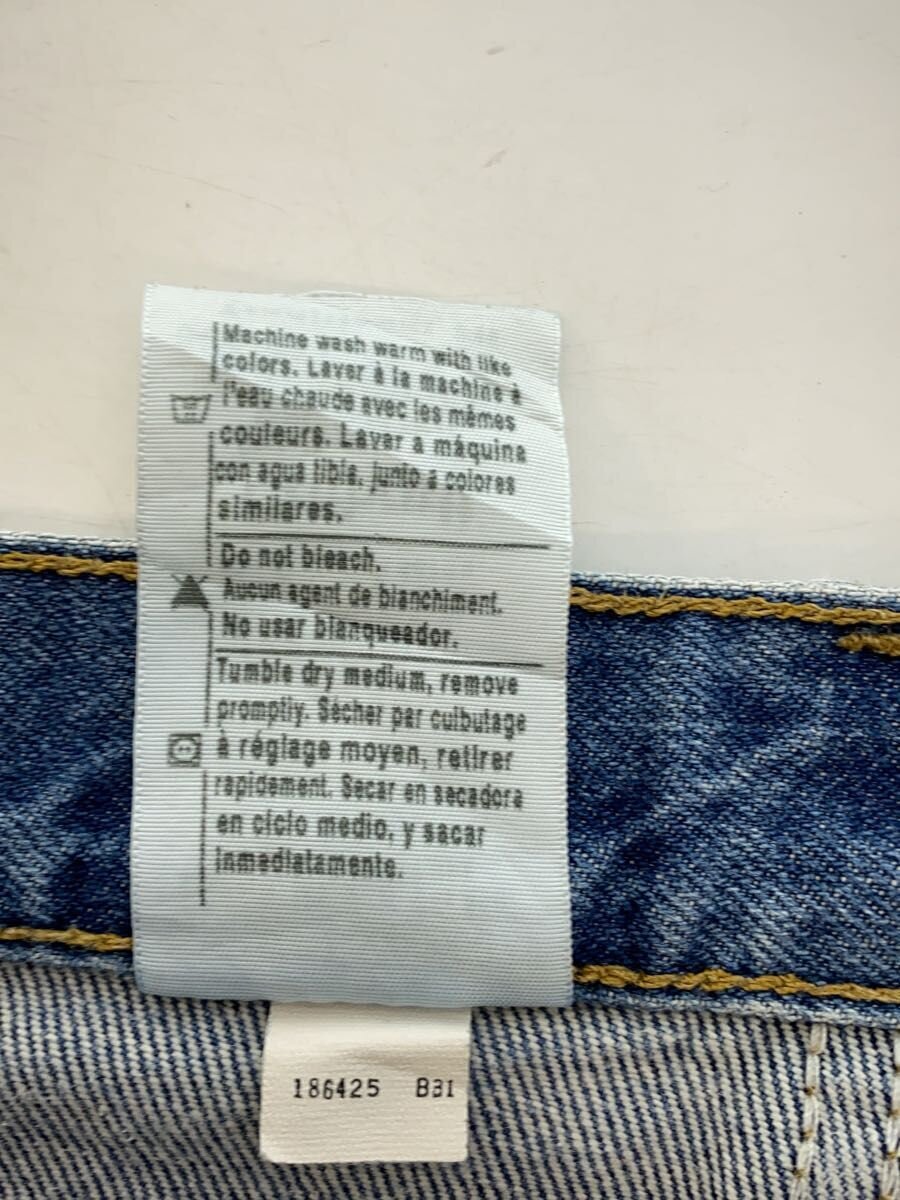 Machine wash warm with like
colors. Laver à la machine à
l'eau chaude avec les mêmes
couleurs. Lavar a máquina
con agua tibia, junto a colores
similares.
Do not bleach.
Aucun agent de blanchiment.
No usar blanqueador.
Tumble dry medium, remove
promptly. Sécher par culbutage
à réglage moyen, retirer
rapidement. Secar en secadora
en ciclo medio, y sacar
inmediatamente.
186425 B31